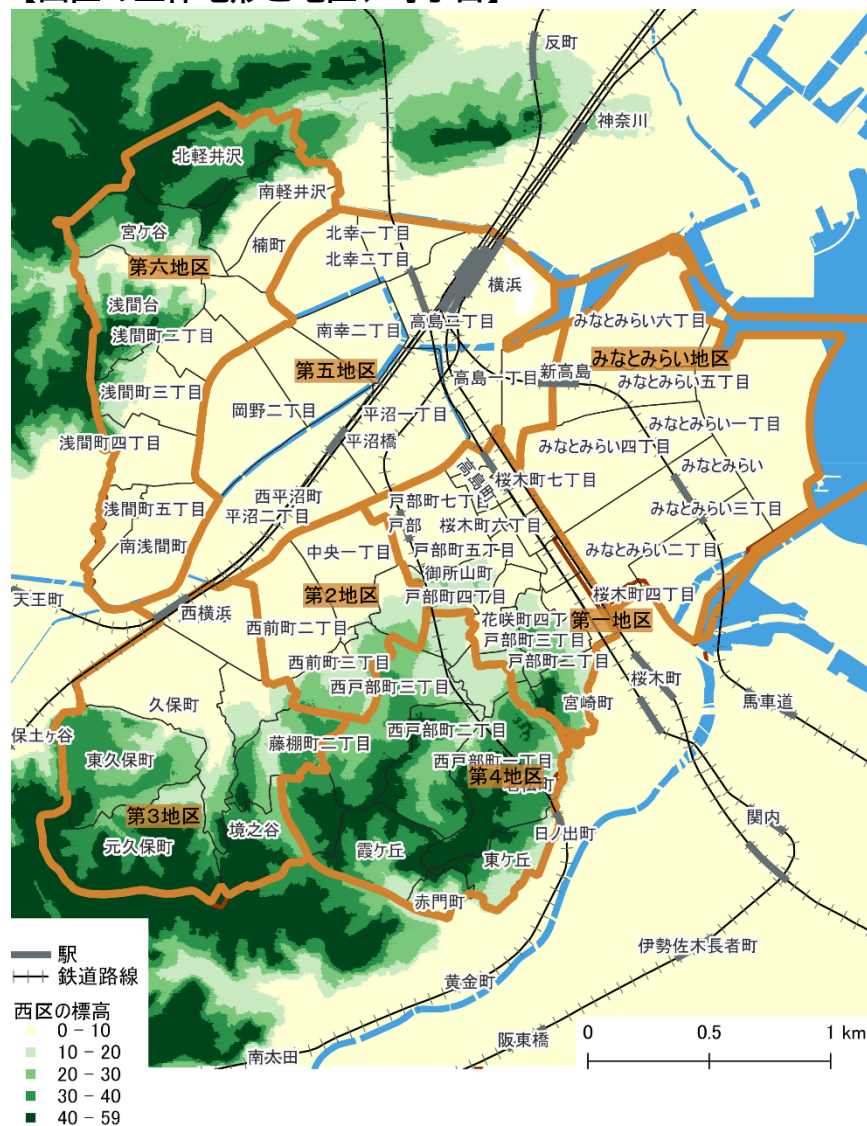 反町
神奈川
北軽井沢
南軽井沢
宮ケ谷
楠町
北幸一丁目
北幸二丁目
第六地区
横浜
浅間台
浅間町二丁目
南幸二丁目
高島二丁目
みなとみらい六丁目
みなとみらい地区
第五地区
浅間町三丁目
高島一丁目
新高島
みなとみらい五丁目
岡野二丁目
平沼一丁目
平沼橋
みなとみらい一丁目
浅間町四丁目
みなとみらい四丁目
みなとみらい
高島町
桜木町七丁目
西平沼町
浅間町五丁目
平沼二丁目
戸部町七丁
戸部
桜木町六丁目
みなとみらい三丁目
南浅間町
中央一丁目
戸部町五丁目
みなとみらい二丁目
御所山町
天王町
第2地区
戸部町四丁目
桜木町四丁目
西横浜
花咲町四丁
第一地区
西前町二丁目
戸部町三丁目
西前町三丁目
戸部町二丁目
西戸部町三丁目
桜木町
久保町
宮崎町
馬車道
保土ヶ谷
藤棚町二丁目
西戸部町二丁目
東久保町
西戸部町一丁目
第4地区
第3地区
境之谷
日ノ出町
関内
元久保町
霞ケ丘
東ケ丘
赤門町
伊勢佐木長者町
黄金町
阪東橋
南太田
駅
鉄道路線
西区の標高
0 - 10
10 - 20
20 - 30
30 - 40
40 - 59
0 0.5 1 km